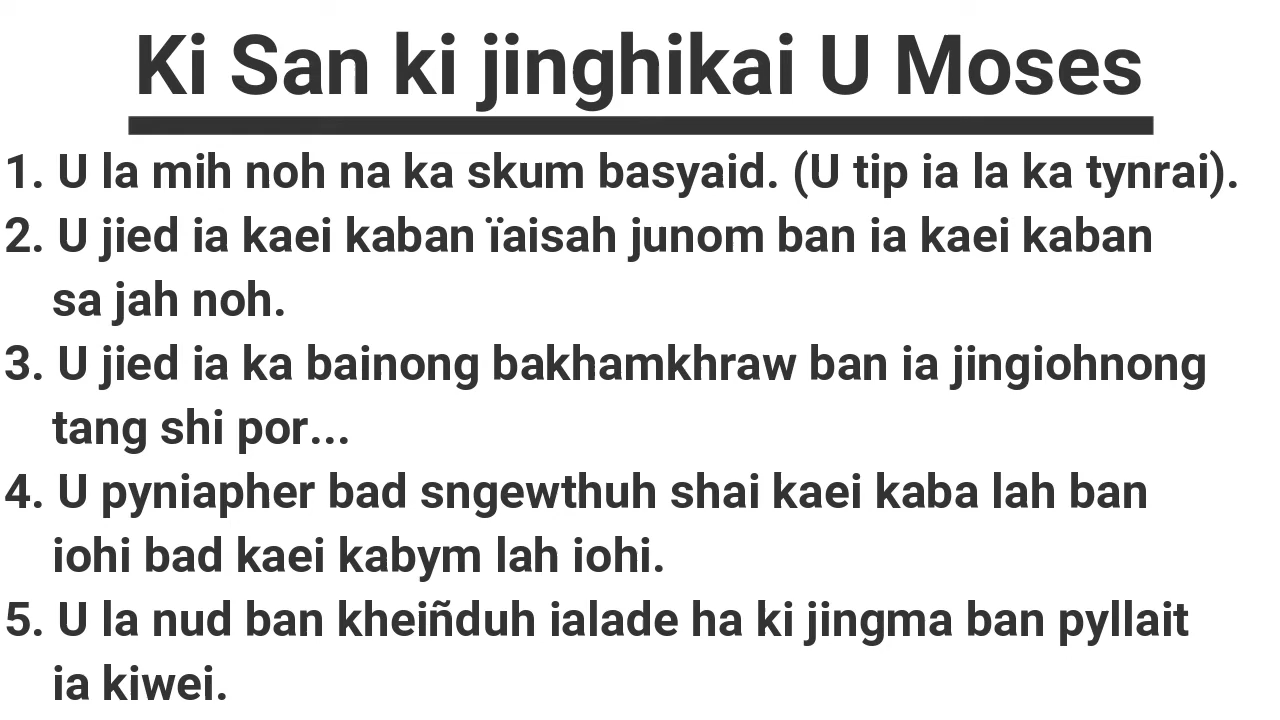 Ki San ki jinghikai U Moses
1. U la mih noh na ka skum basyaid. (U tip ia la ka tynrai).
2. U jied ia kaei kaban ïaisah junom ban ia kaei kaban
sa jah noh.
3. U jied ia ka bainong bakhamkhraw ban ia jingiohnong
tang shi por...
4. U pyniapher bad sngewthuh shai kaei kaba lah ban
iohi bad kaei kabym lah iohi.
5. U la nud ban kheiñduh ialade ha ki jingma ban pyllait
ia kiwei.